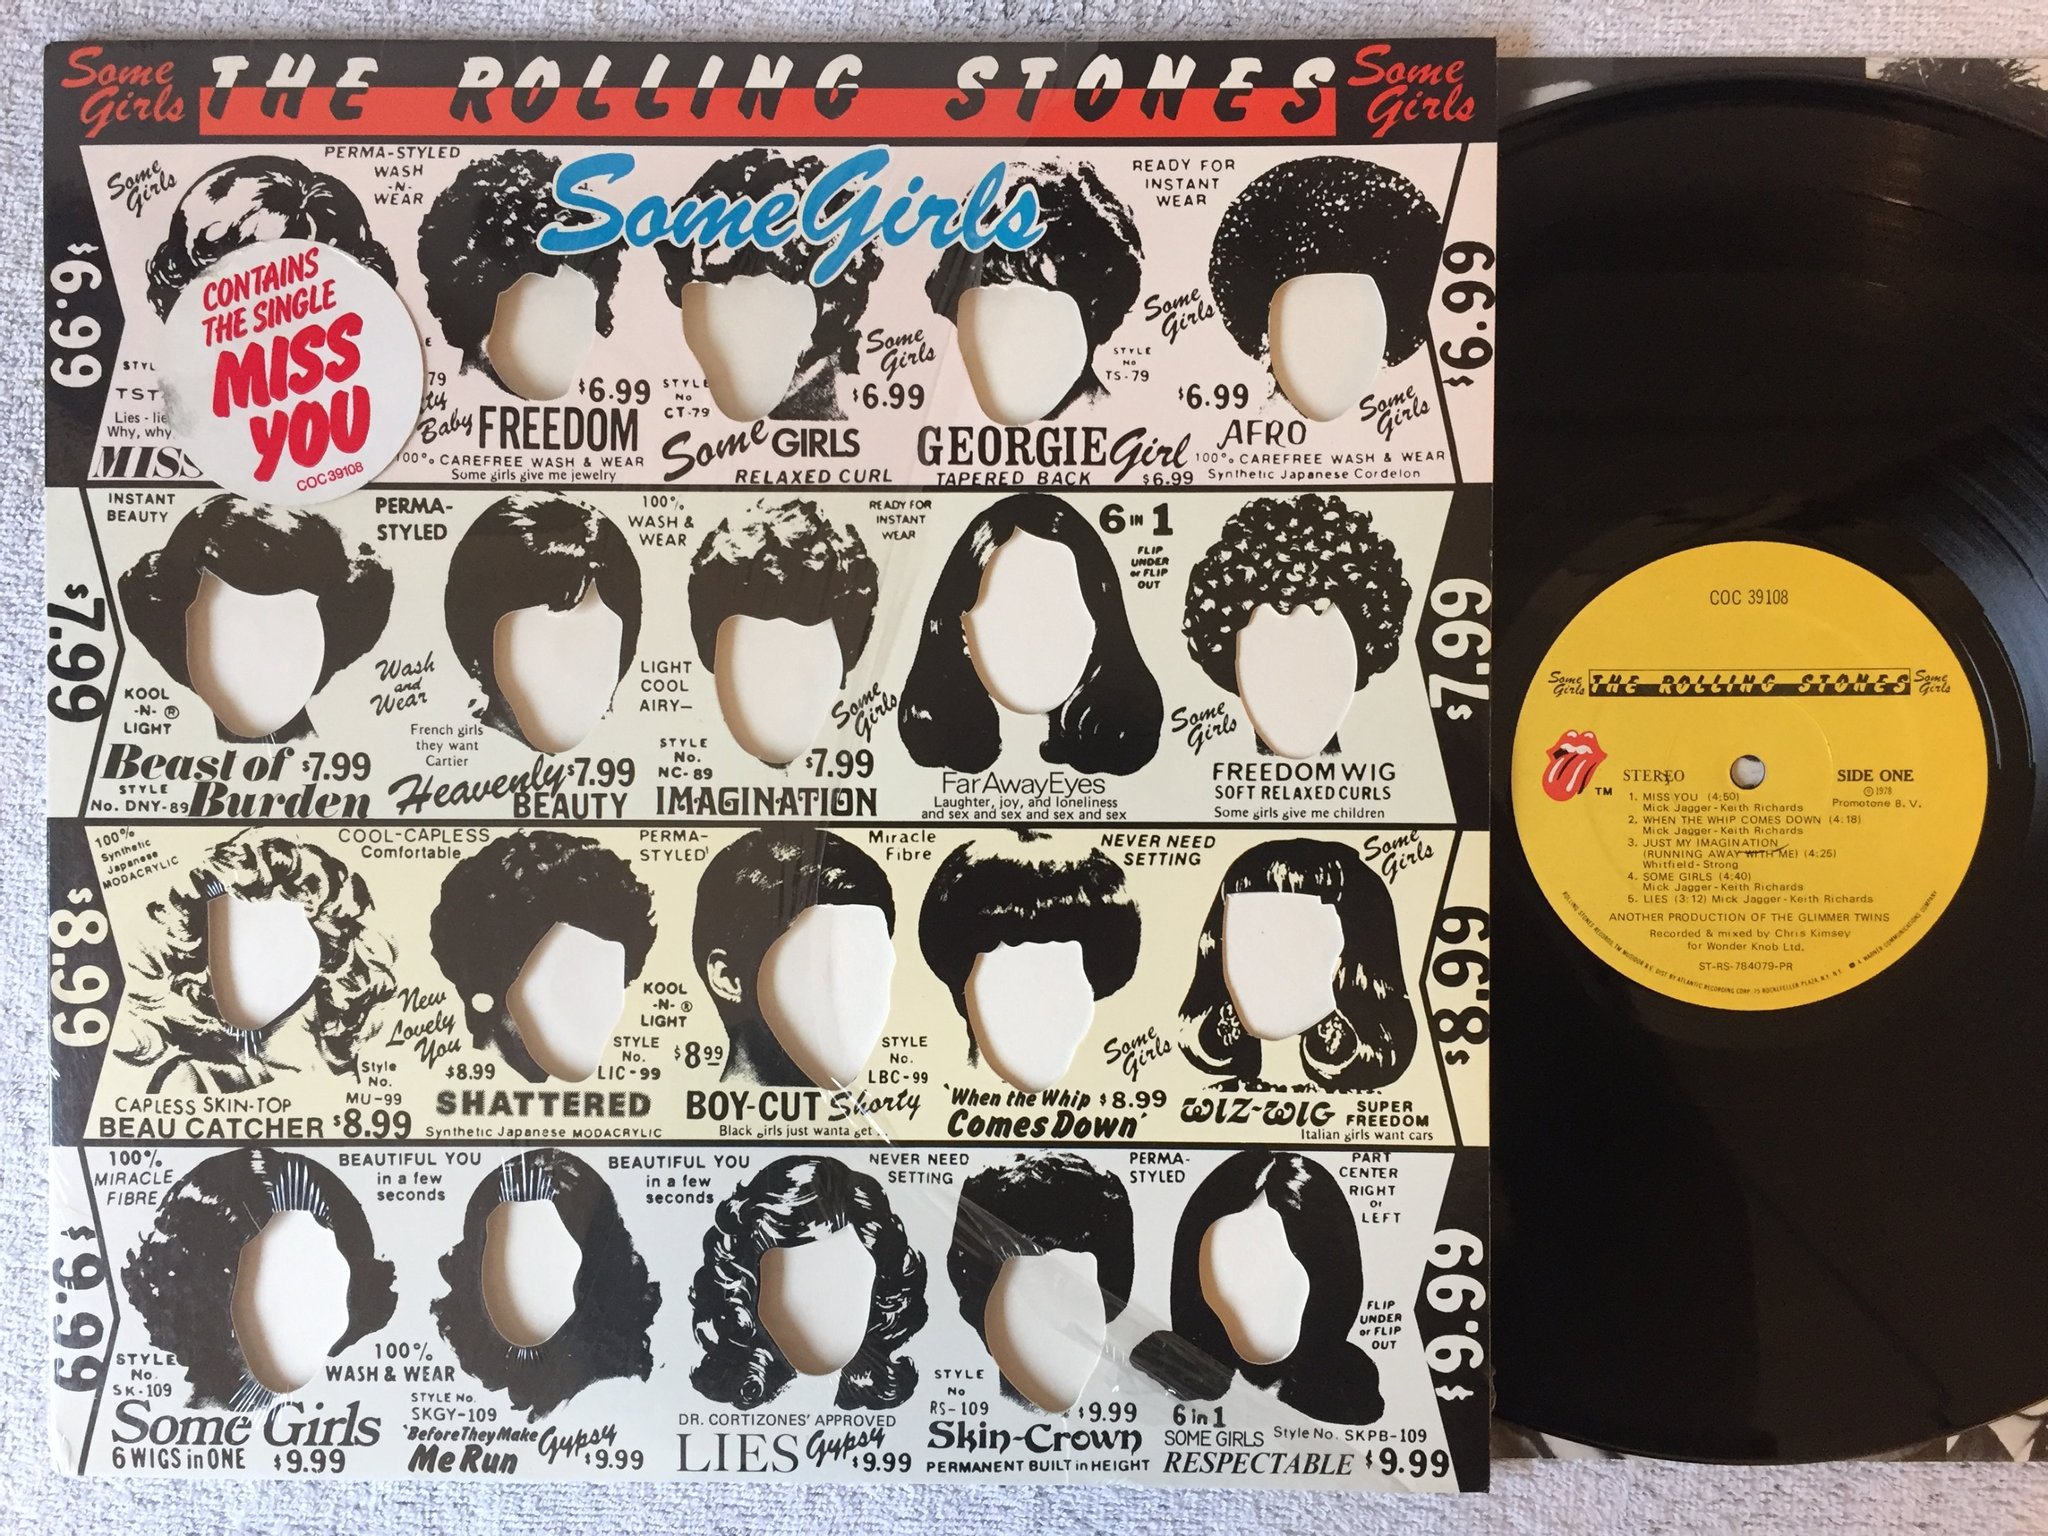 Some Girls
THE ROLLING STONES
Some Girls
Some Girls
$6.99
Some Girls
PERMA-STYLED
WASH
-N-
WEAR
READY FOR
INSTANT
WEAR
$6.99
CONTAINS
THE SINGLE
MISS
YOU
COC 39108
TST
Lies - lie
Why, why
MISS
79
Baby
$6.99
FREEDOM
100% CAREFREE WASH & WEAR
Some girls give me jewelry
STYLE
No
CT-79
Some Girls
$6.99
Some GIRLS
RELAXED CURL
Some Girls
STYLE
No
TS-79
GEORGIE Girl
TAPERED BACK $6.99
$6.99
Some Girls
AFRO
100% CAREFREE WASH & WEAR
Synthetic Japanese Cordelon
$7.99
INSTANT
BEAUTY
KOOL
-N- ®
LIGHT
Beast of $7.99
Burden
STYLE
No. DNY-89
PERMA-
STYLED
Wash
and
Wear
French girls
they want
Cartier
Heavenly $7.99
BEAUTY
100%
WASH &
WEAR
LIGHT
COOL
AIRY—
STYLE
No.
NC-89
Some Girls
$7.99
IMAGINATION
READY FOR
INSTANT
WEAR
6 IN 1
FLIP
UNDER
or FLIP
OUT
Far Away Eyes
Laughter, joy, and loneliness
and sex and sex and sex and sex
Some Girls
FREEDOM WIG
SOFT RELAXED CURLS
Some girls give me children
$7.99
$8.99
100%
Synthetic
Japanese
MODACRYLIC
Style
No.
MU-99
CAPLESS SKIN-TOP
BEAU CATCHER $8.99
COOL-CAPLESS
Comfortable
New
Lovely
You
$8.99
KOOL
-N- ®
LIGHT
STYLE
No.
LIC-99
SHATTERED
Synthetic Japanese MODACRYLIC
PERMA-
STYLED
$8.99
STYLE
No.
LBC-99
BOY-CUT Shorty
Black girls just wanta get
Miracle
Fibre
NEVER NEED
SETTING
Some Girls
'When the Whip $8.99
Comes Down'
Some Girls
WIZ-WIG SUPER
FREEDOM
Italian girls want cars
$8.99
$9.99
100%
MIRACLE
FIBRE
STYLE
No.
SK-109
Some Girls
6 WIGS in ONE $9.99
BEAUTIFUL YOU
in a few
seconds
100%
WASH & WEAR
STYLE No.
SKGY-109
'Before They Make
Me Run
Gypsy
$9.99
BEAUTIFUL YOU
in a few
seconds
DR. CORTIZONES' APPROVED
LIES Gypsy
$9.99
NEVER NEED
SETTING
STYLE
No
RS-109
$9.99
Skin-Crown
PERMANENT BUILT in HEIGHT
PERMA-
STYLED
PART
CENTER
RIGHT
or
LEFT
FLIP
UNDER
or FLIP
OUT
6 in 1
SOME GIRLS Style No. SKPB-109
RESPECTABLE $9.99
$9.99
COC 39108
Some Girls THE ROLLING STONES Some Girls
TM
STEREO
SIDE ONE
℗ 1978
Promotone B. V.
1. MISS YOU (4:50)
Mick Jagger - Keith Richards
2. WHEN THE WHIP COMES DOWN (4:18)
Mick Jagger - Keith Richards
3. JUST MY IMAGINATION
(RUNNING AWAY WITH ME) (4:25)
Whitfield - Strong
4. SOME GIRLS (4:40)
Mick Jagger - Keith Richards
5. LIES (3:12) Mick Jagger - Keith Richards
ANOTHER PRODUCTION OF THE GLIMMER TWINS
Recorded & mixed by Chris Kimsey
for Wonder Knob Ltd.
ST-RS-784079-PR
ROLLING STONES RECORDS, TM MUSIDOR B.V. DIST BY ATLANTIC RECORDING CORP. 75 ROCKEFELLER PLAZA, N.Y. N.Y. A WARNER COMMUNICATIONS COMPANY